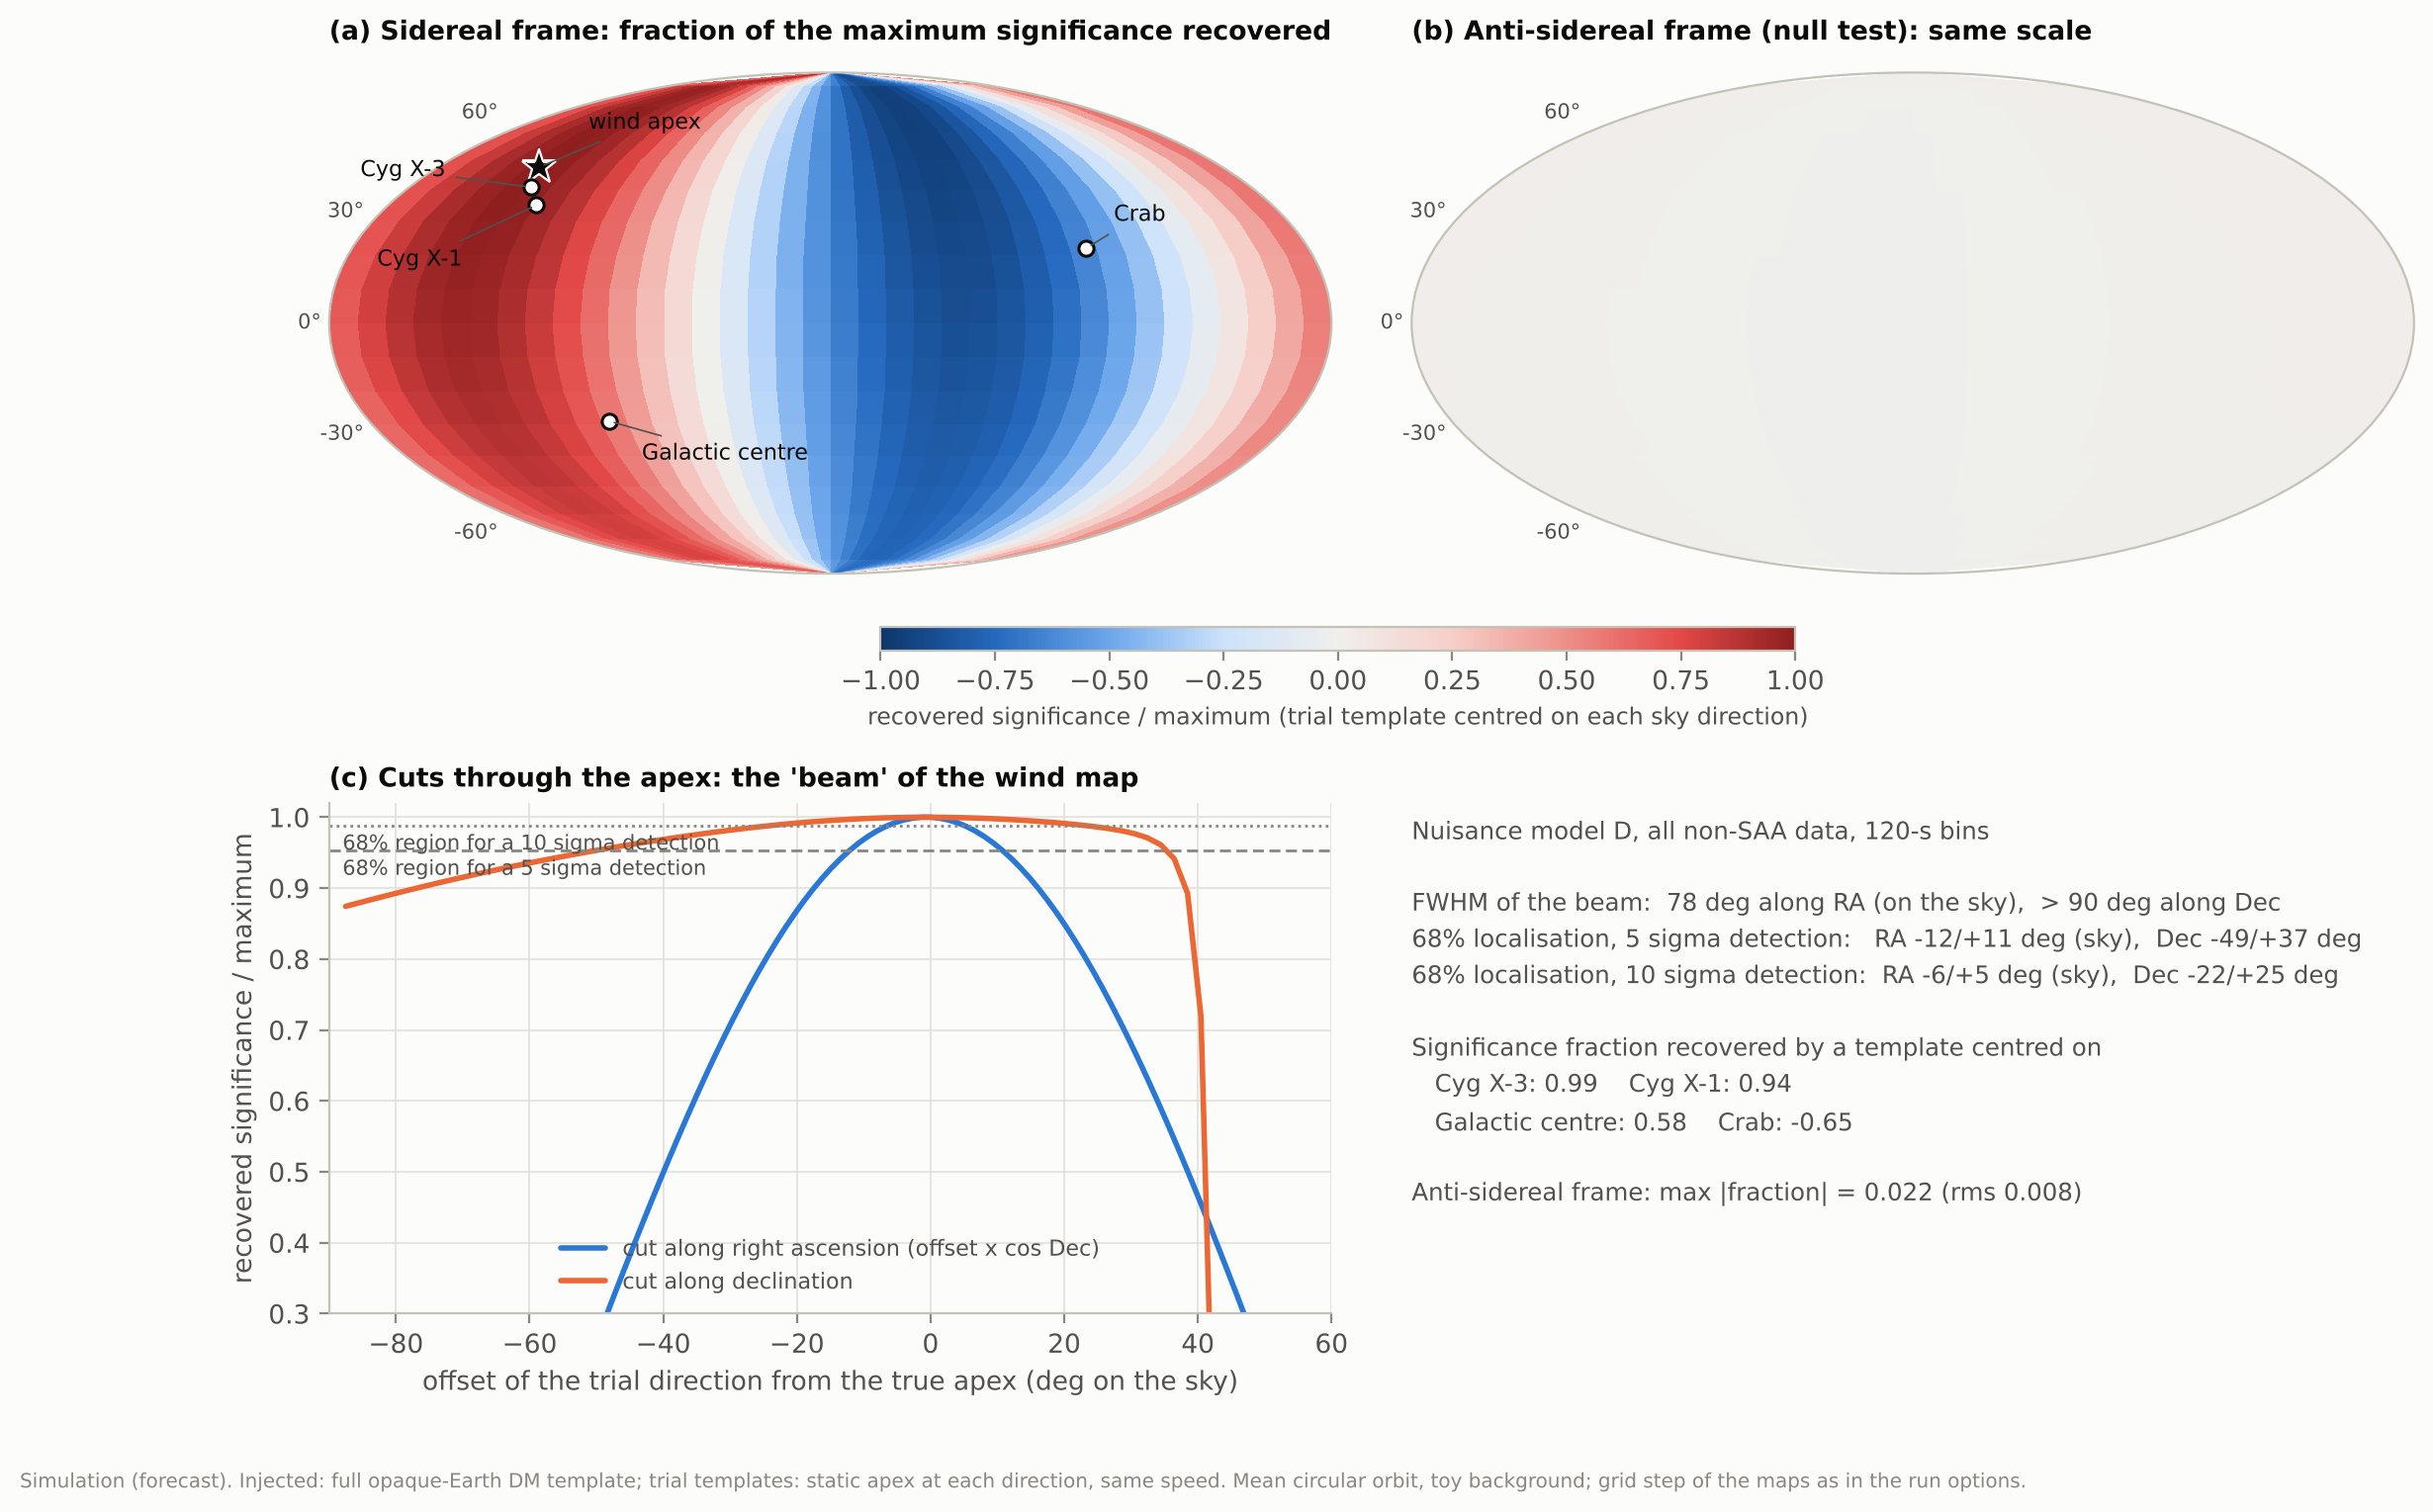 (a) Sidereal frame: fraction of the maximum significance recovered
60°
wind apex
Cyg X-3
30°
Cyg X-1
Crab
0°
-30°
Galactic centre
-60°
(b) Anti-sidereal frame (null test): same scale
60°
30°
0°
-30°
-60°
−1.00 −0.75 −0.50 −0.25 0.00 0.25 0.50 0.75 1.00
recovered significance / maximum (trial template centred on each sky direction)
(c) Cuts through the apex: the 'beam' of the wind map
recovered significance / maximum
1.0
0.9
0.8
0.7
0.6
0.5
0.4
0.3
68% region for a 10 sigma detection
68% region for a 5 sigma detection
cut along right ascension (offset x cos Dec)
cut along declination
−80 −60 −40 −20 0 20 40 60
offset of the trial direction from the true apex (deg on the sky)
Nuisance model D, all non-SAA data, 120-s bins
FWHM of the beam: 78 deg along RA (on the sky), > 90 deg along Dec
68% localisation, 5 sigma detection: RA -12/+11 deg (sky), Dec -49/+37 deg
68% localisation, 10 sigma detection: RA -6/+5 deg (sky), Dec -22/+25 deg
Significance fraction recovered by a template centred on
Cyg X-3: 0.99 Cyg X-1: 0.94
Galactic centre: 0.58 Crab: -0.65
Anti-sidereal frame: max |fraction| = 0.022 (rms 0.008)
Simulation (forecast). Injected: full opaque-Earth DM template; trial templates: static apex at each direction, same speed. Mean circular orbit, toy background; grid step of the maps as in the run options.